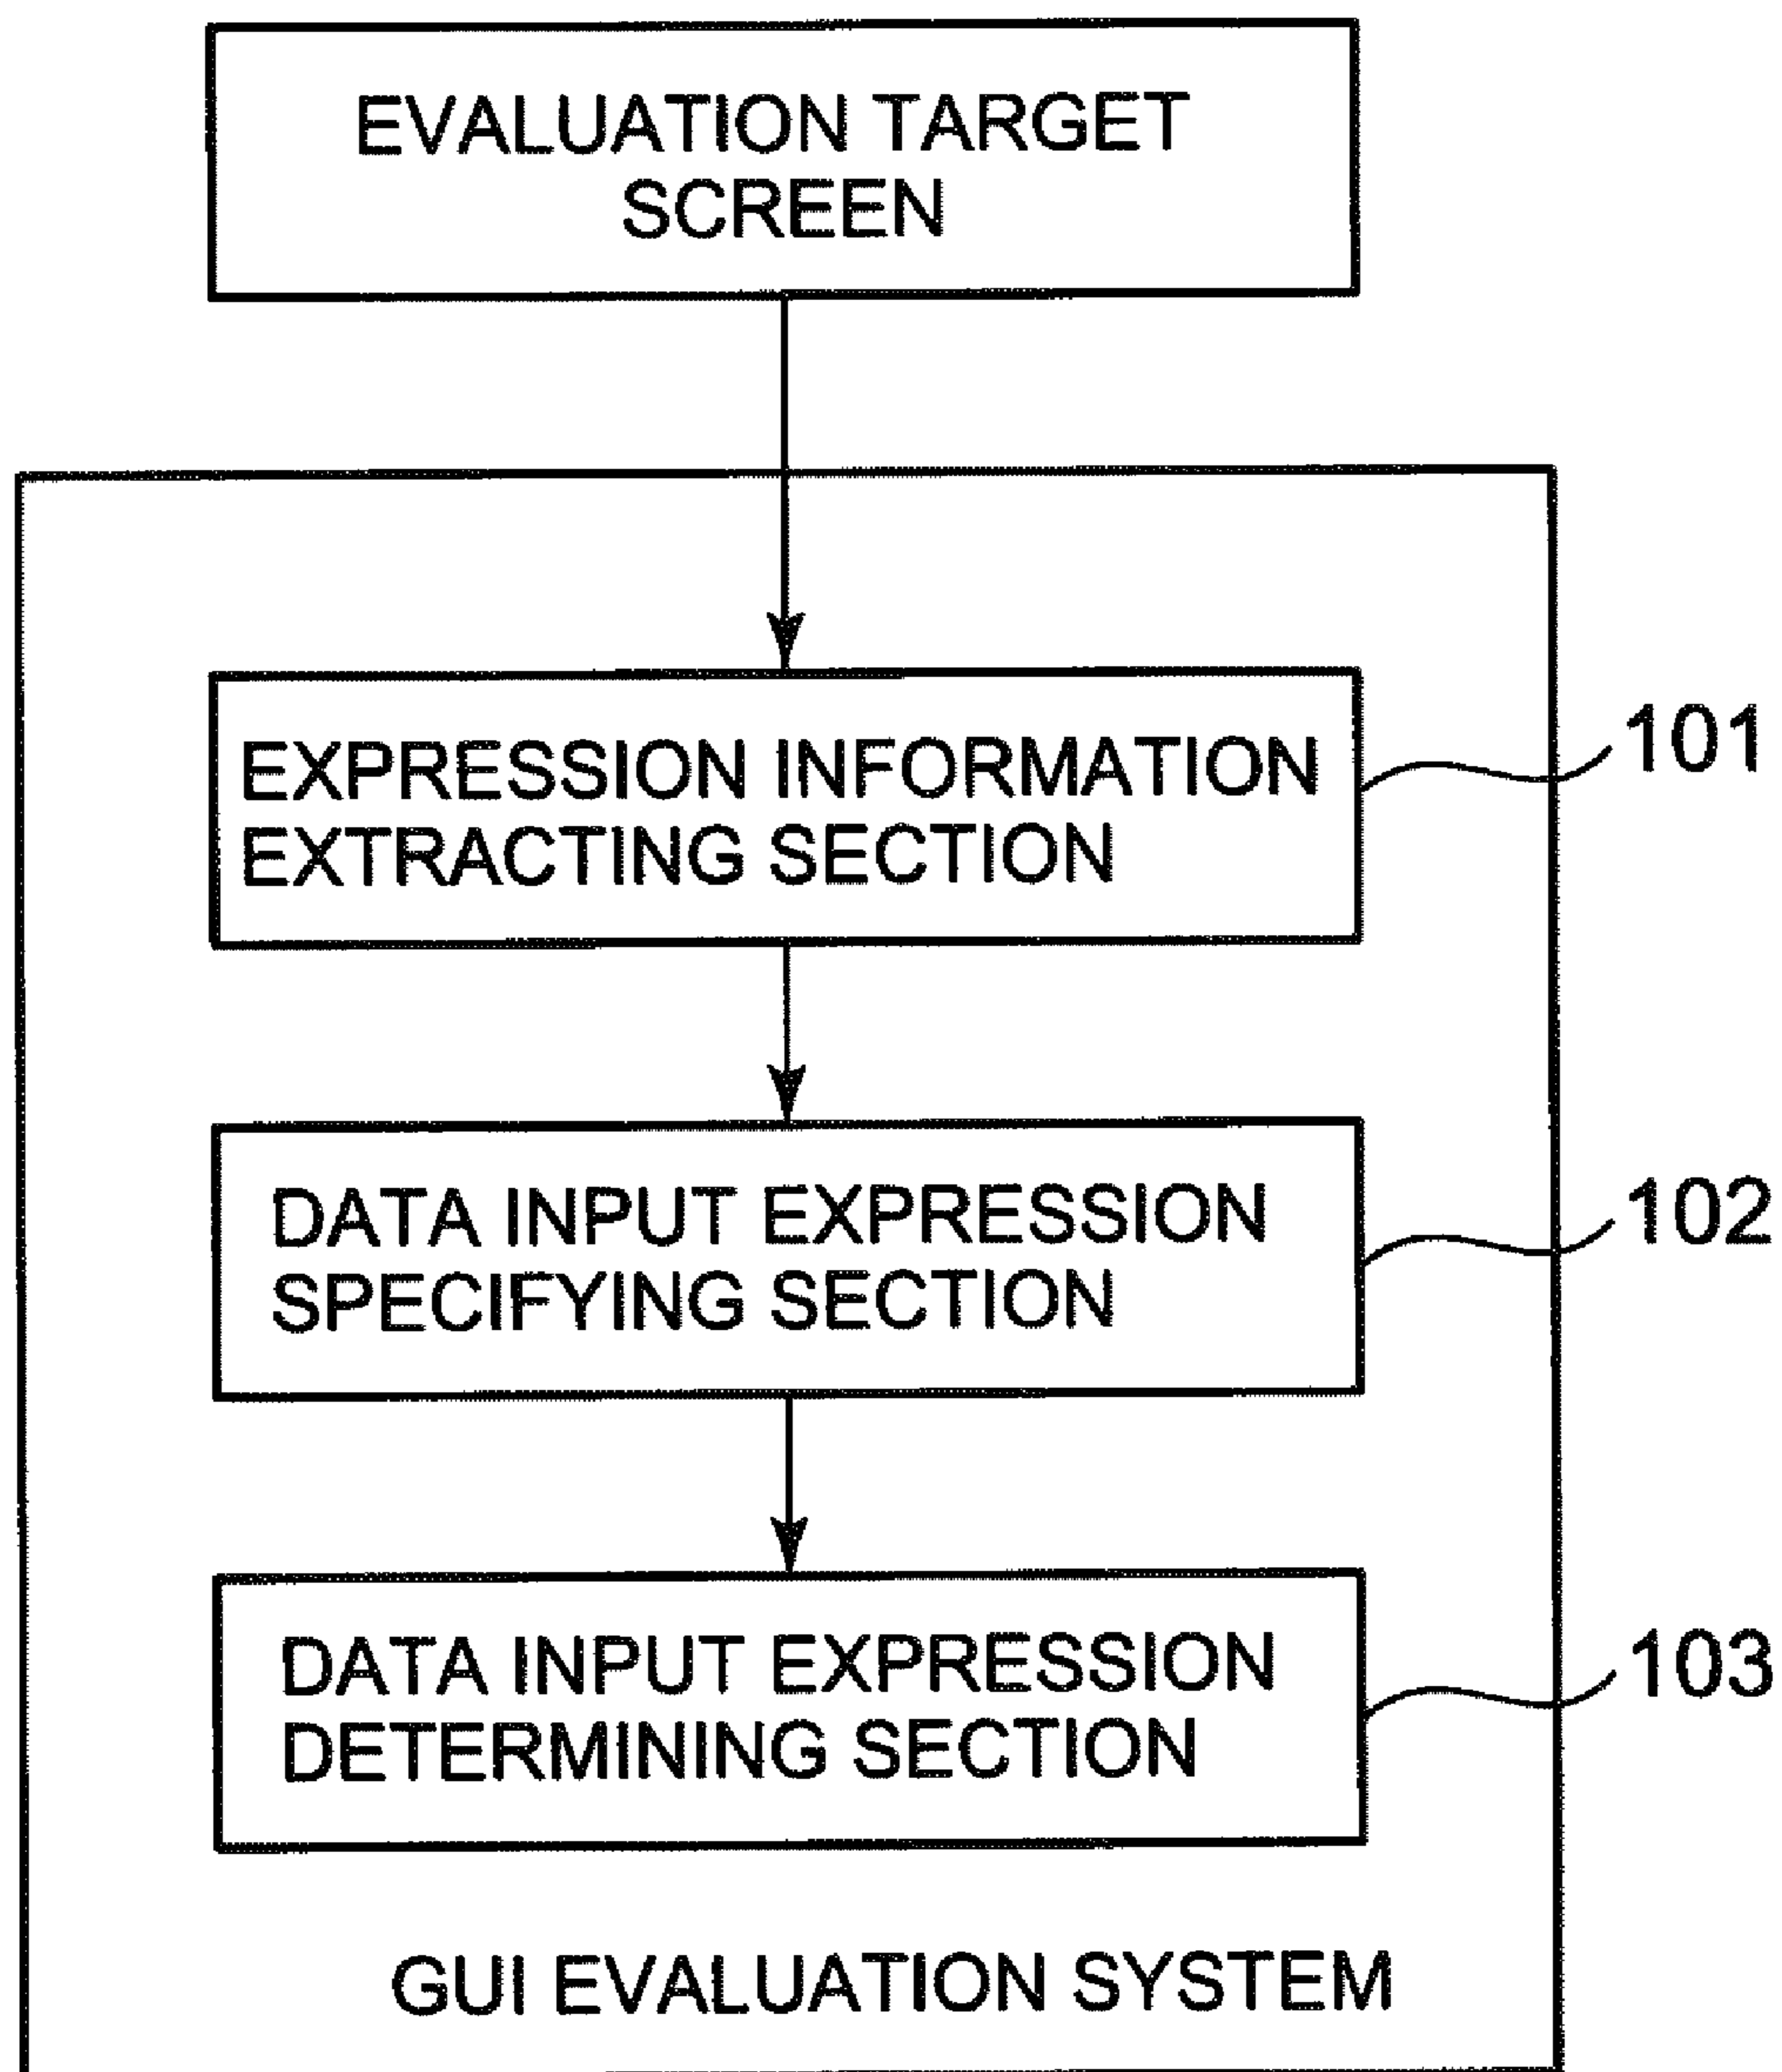 EVALUATION TARGET
SCREEN
EXPRESSION INFORMATION
EXTRACTING SECTION
101
DATA INPUT EXPRESSION
SPECIFYING SECTION
102
DATA INPUT EXPRESSION
DETERMINING SECTION
103
GUI EVALUATION SYSTEM